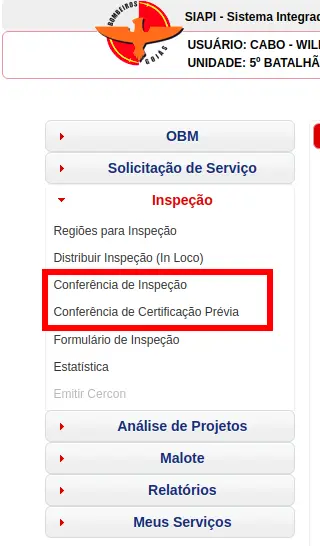 BOMBEIROS
GOIÁS
SIAPI - Sistema Integrad
USUÁRIO: CABO - WIL
UNIDADE: 5º BATALHÃ
OBM
Solicitação de Serviço
Inspeção
Regiões para Inspeção
Distribuir Inspeção (In Loco)
Conferência de Inspeção
Conferência de Certificação Prévia
Formulário de Inspeção
Estatística
Emitir Cercon
Análise de Projetos
Malote
Relatórios
Meus Serviços